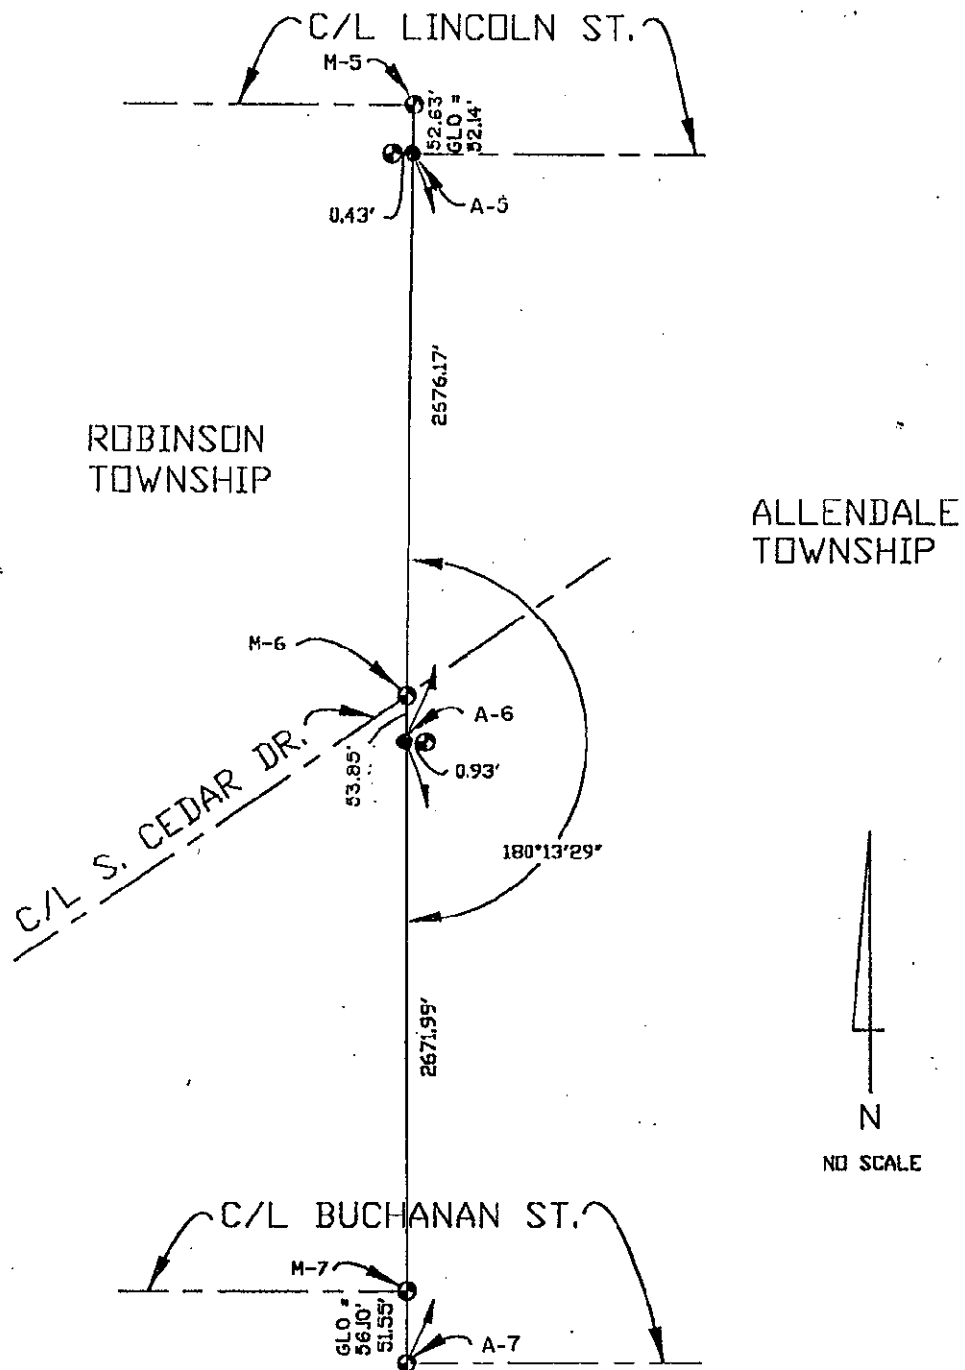 C/L LINCOLN ST.
M-5
52.63'
GLO =
52.14'
0.43'
A-5
2676.17'
ROBINSON
TOWNSHIP
ALLENDALE
TOWNSHIP
M-6
A-6
53.85'
0.93'
C/L S. CEDAR DR.
180°13'29"
2671.99'
N
NO SCALE
C/L BUCHANAN ST.
M-7
GLO =
56.10'
51.55'
A-7